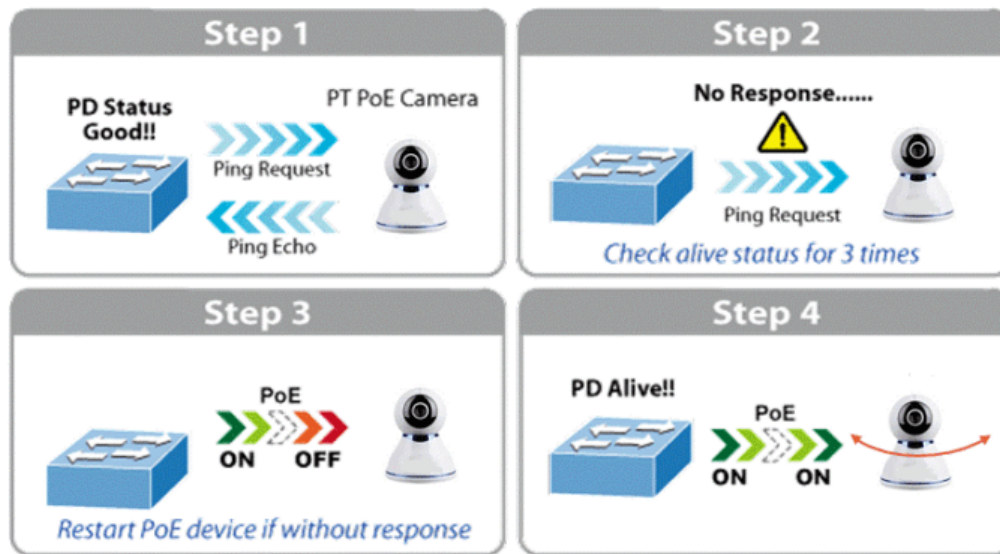 Step 1
PD Status
Good!!
PT PoE Camera
Ping Request
Ping Echo
Step 2
No Response......
Ping Request
Check alive status for 3 times
Step 3
PoE
ON OFF
Restart PoE device if without response
Step 4
PD Alive!!
PoE
ON ON